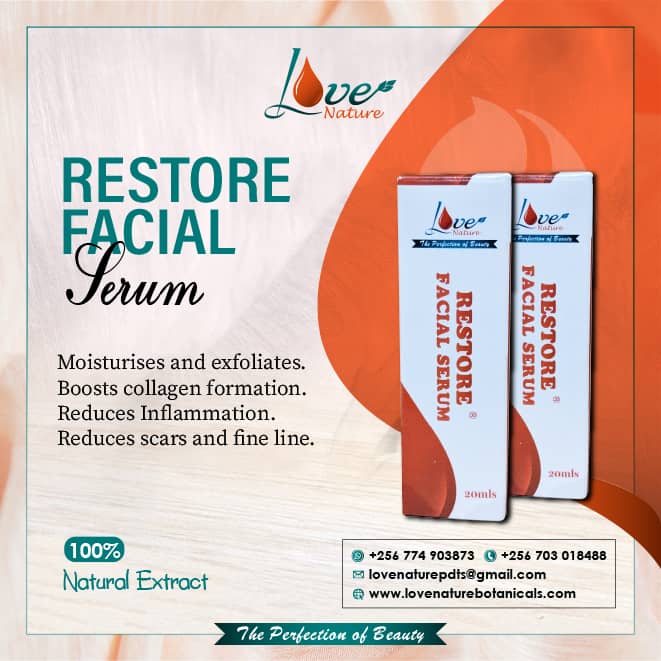 Love
Nature
RESTORE
FACIAL
Serum
Moisturises and exfoliates.
Boosts collagen formation.
Reduces Inflammation.
Reduces scars and fine line.
100%
Natural Extract
Love
Nature
The Perfection of Beauty
RESTORE
FACIAL SERUM ®
20mls
Love
Nature
The Perfection of Beauty
RESTORE
FACIAL SERUM ®
20mls
+256 774 903873 +256 703 018488
lovenaturepdts@gmail.com
www.lovenaturebotanicals.com
The Perfection of Beauty